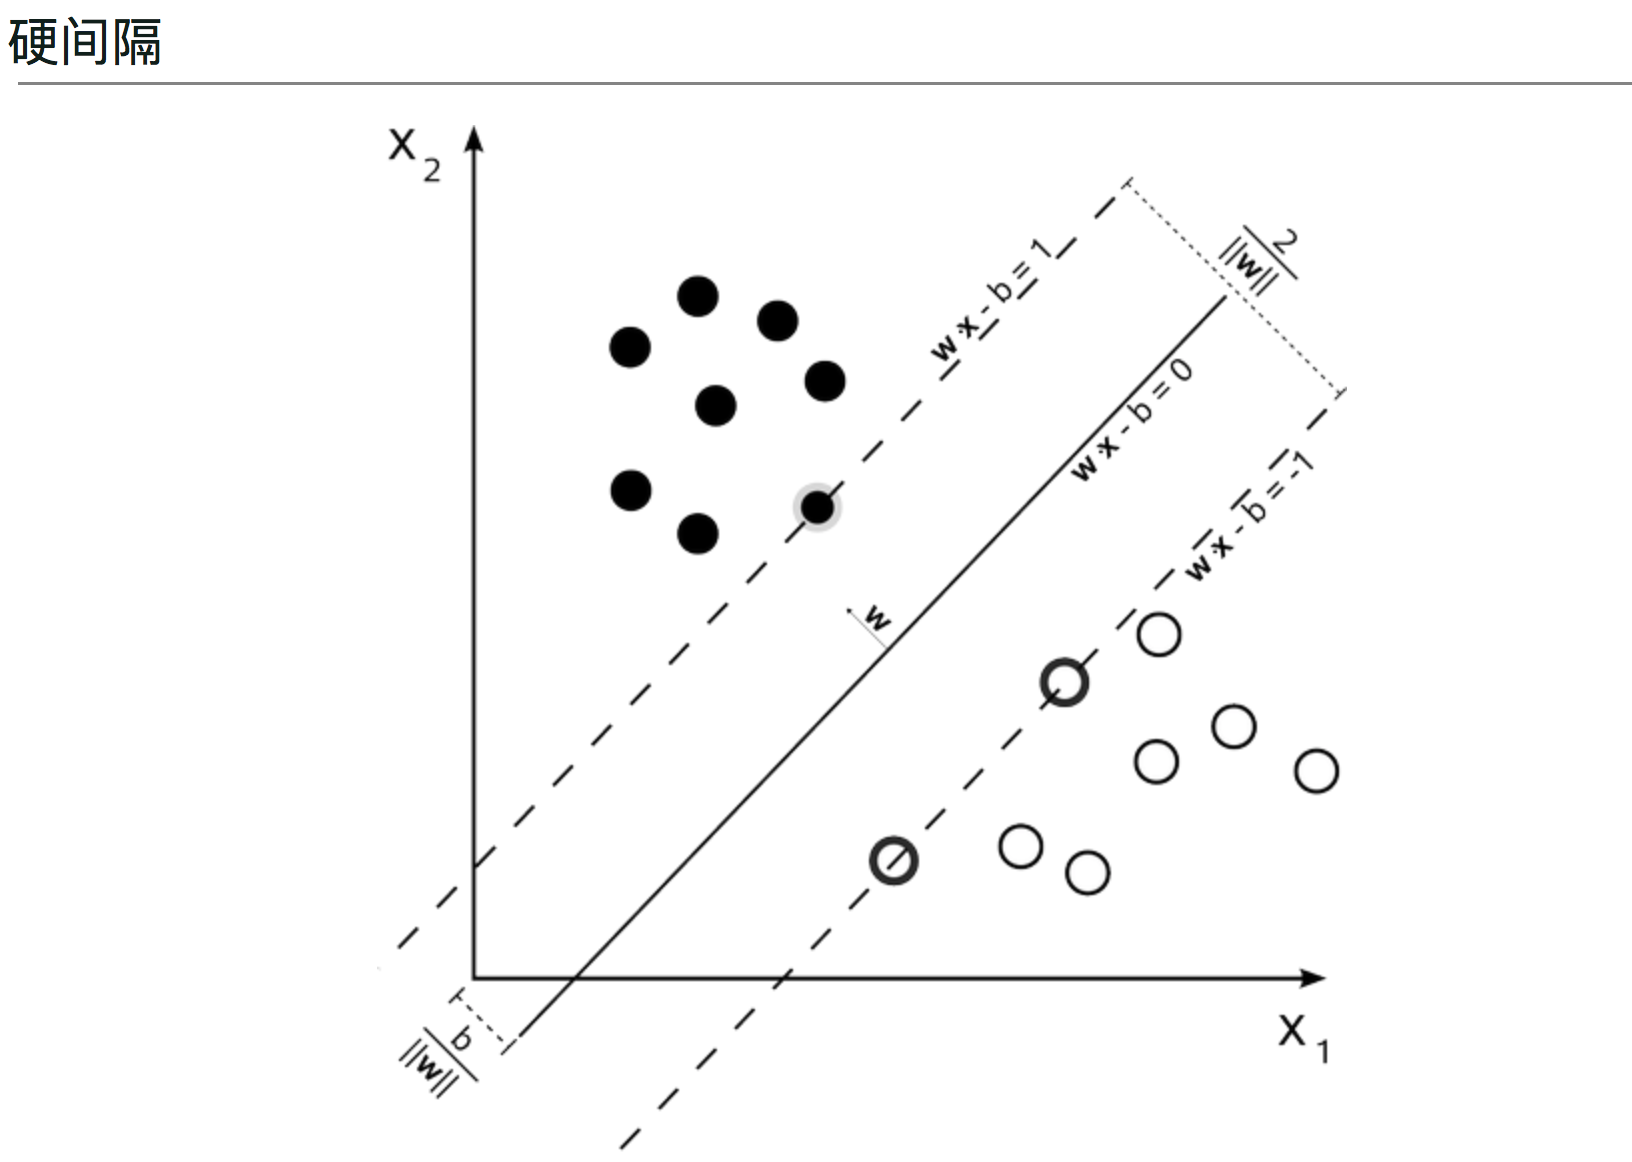 硬间隔
X2
w·x - b = 1
2
||w||
w·x - b = 0
w·x - b = -1
w
b
||w||
X1